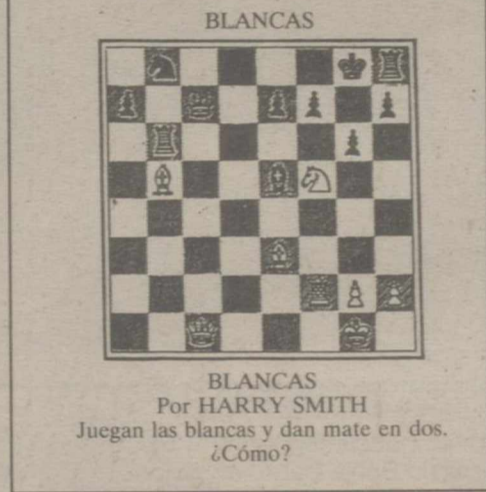 BLANCAS
BLANCAS
Por HARRY SMITH
Juegan las blancas y dan mate en dos.
¿Cómo?